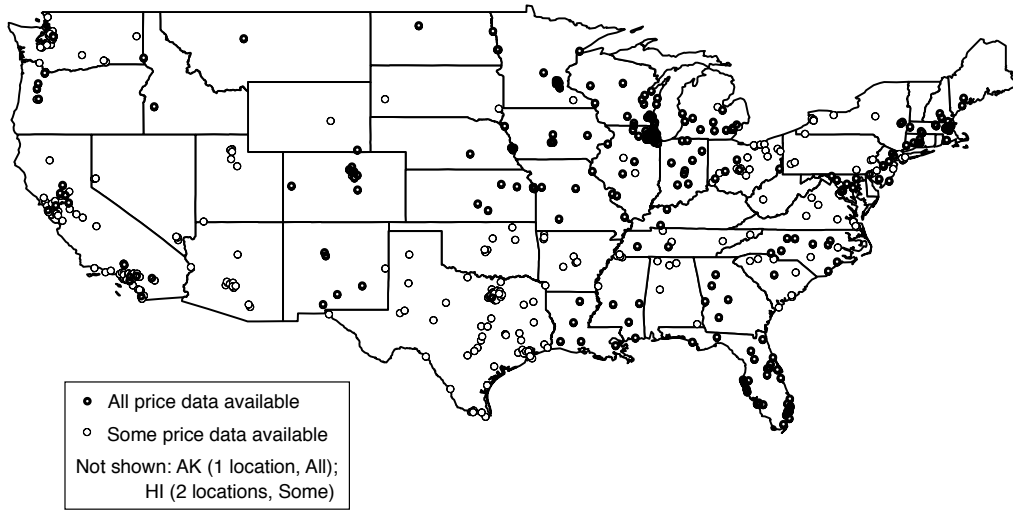 All price data available
Some price data available
Not shown: AK (1 location, All);
HI (2 locations, Some)